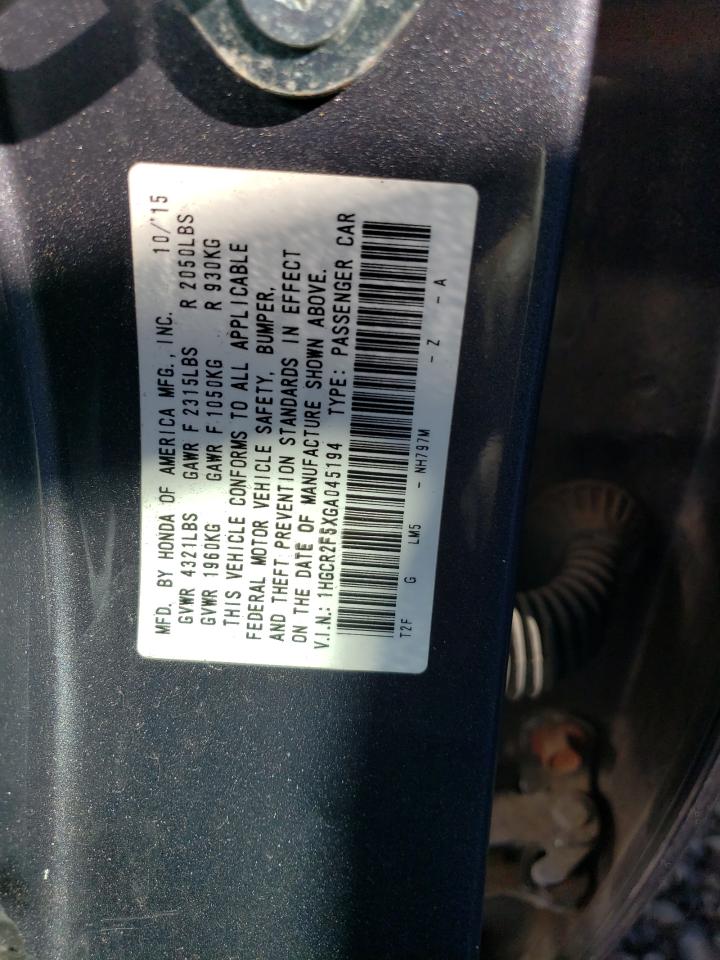 MFD. BY HONDA OF AMERICA MFG., INC. 10/'15
GVWR 4321LBS GAWR F 2315LBS R 2050LBS
GVWR 1960KG GAWR F 1050KG R 930KG
THIS VEHICLE CONFORMS TO ALL APPLICABLE
FEDERAL MOTOR VEHICLE SAFETY, BUMPER,
AND THEFT PREVENTION STANDARDS IN EFFECT
ON THE DATE OF MANUFACTURE SHOWN ABOVE.
V.I.N.: 1HGCR2F5XGA045194 TYPE: PASSENGER CAR
T2F G LM5 - NH797M - Z - A